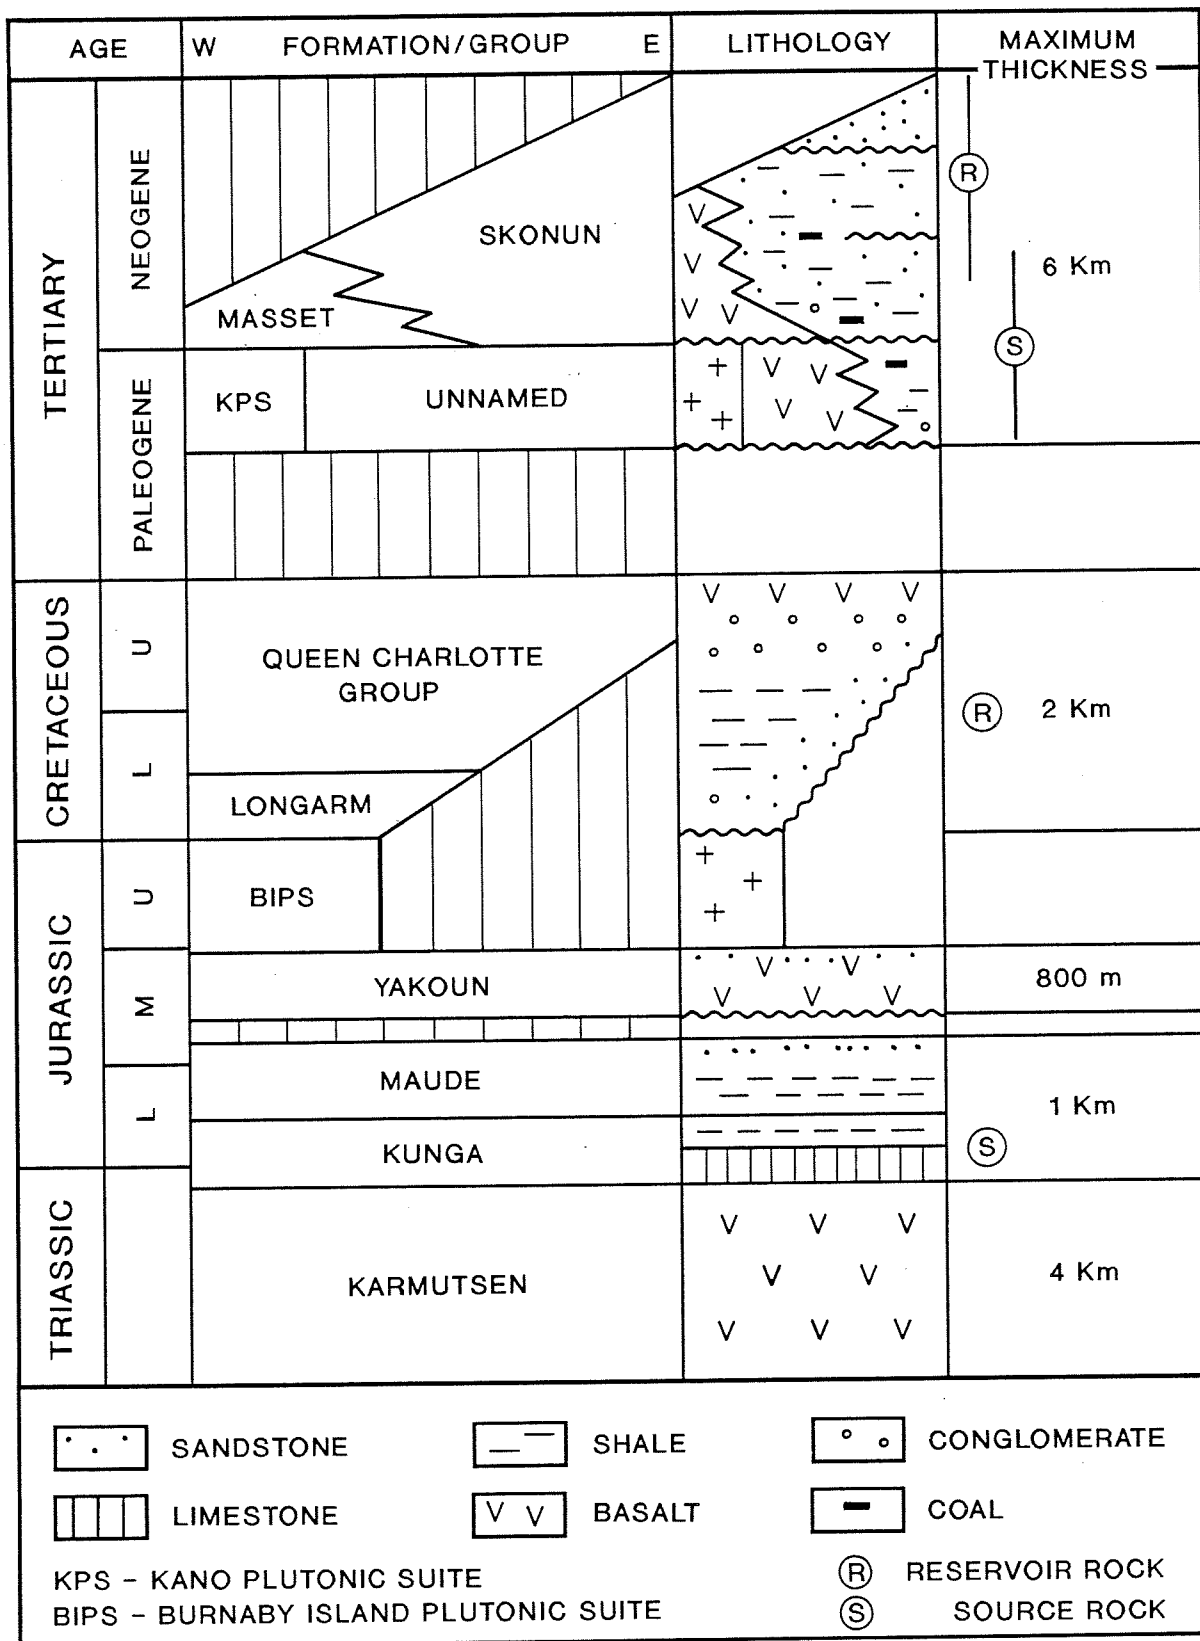 AGE W FORMATION/GROUP E LITHOLOGY MAXIMUM THICKNESS
TERTIARY
NEOGENE
SKONUN
MASSET
R
6 Km
S
PALEOGENE
KPS UNNAMED
CRETACEOUS
U
QUEEN CHARLOTTE
GROUP
R 2 Km
L
LONGARM
JURASSIC
U
BIPS
M
YAKOUN 800 m
L
MAUDE
1 Km
KUNGA
S
TRIASSIC
KARMUTSEN 4 Km
SANDSTONE SHALE CONGLOMERATE
LIMESTONE BASALT COAL
KPS - KANO PLUTONIC SUITE R RESERVOIR ROCK
BIPS - BURNABY ISLAND PLUTONIC SUITE S SOURCE ROCK